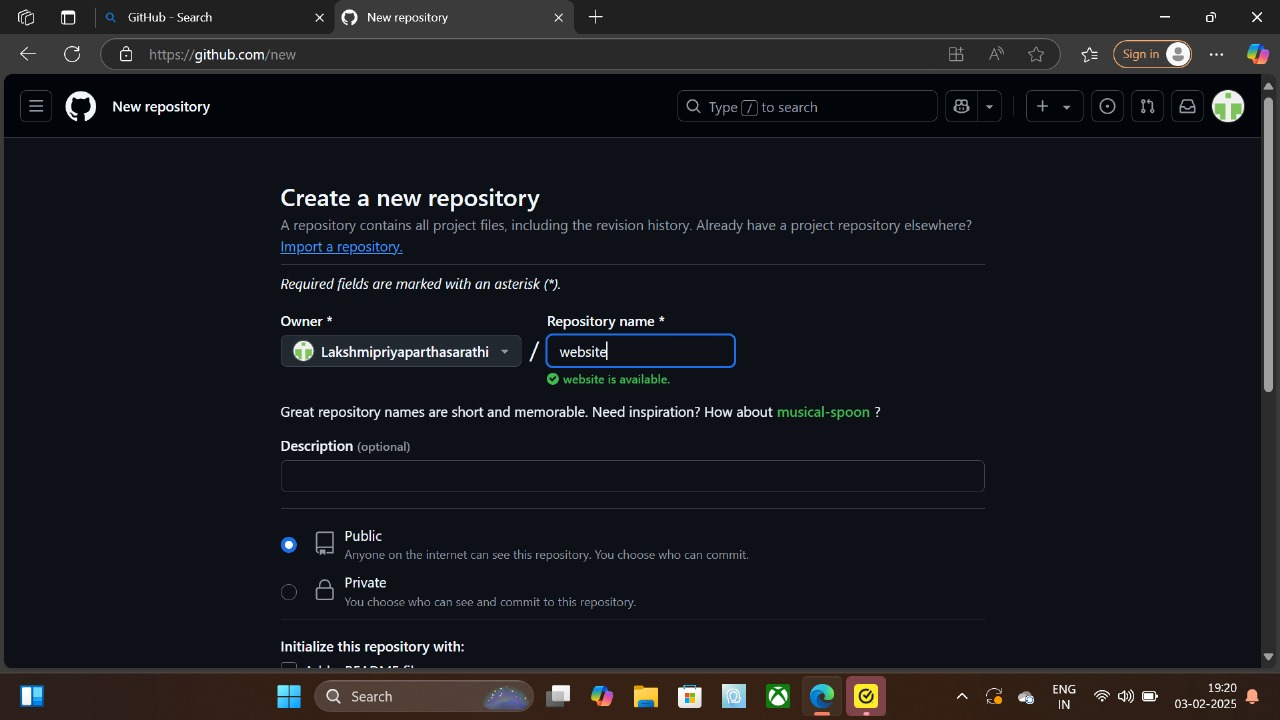 GitHub - Search
New repository
https://github.com/new
Sign in
New repository
Type / to search
Create a new repository
A repository contains all project files, including the revision history. Already have a project repository elsewhere?
Import a repository.
Required fields are marked with an asterisk (*).
Owner * Repository name *
Lakshmipriyaparthasarathi / website
website is available.
Great repository names are short and memorable. Need inspiration? How about musical-spoon ?
Description (optional)
Public
Anyone on the internet can see this repository. You choose who can commit.
Private
You choose who can see and commit to this repository.
Initialize this repository with:
Search
ENG
IN
19:20
03-02-2025